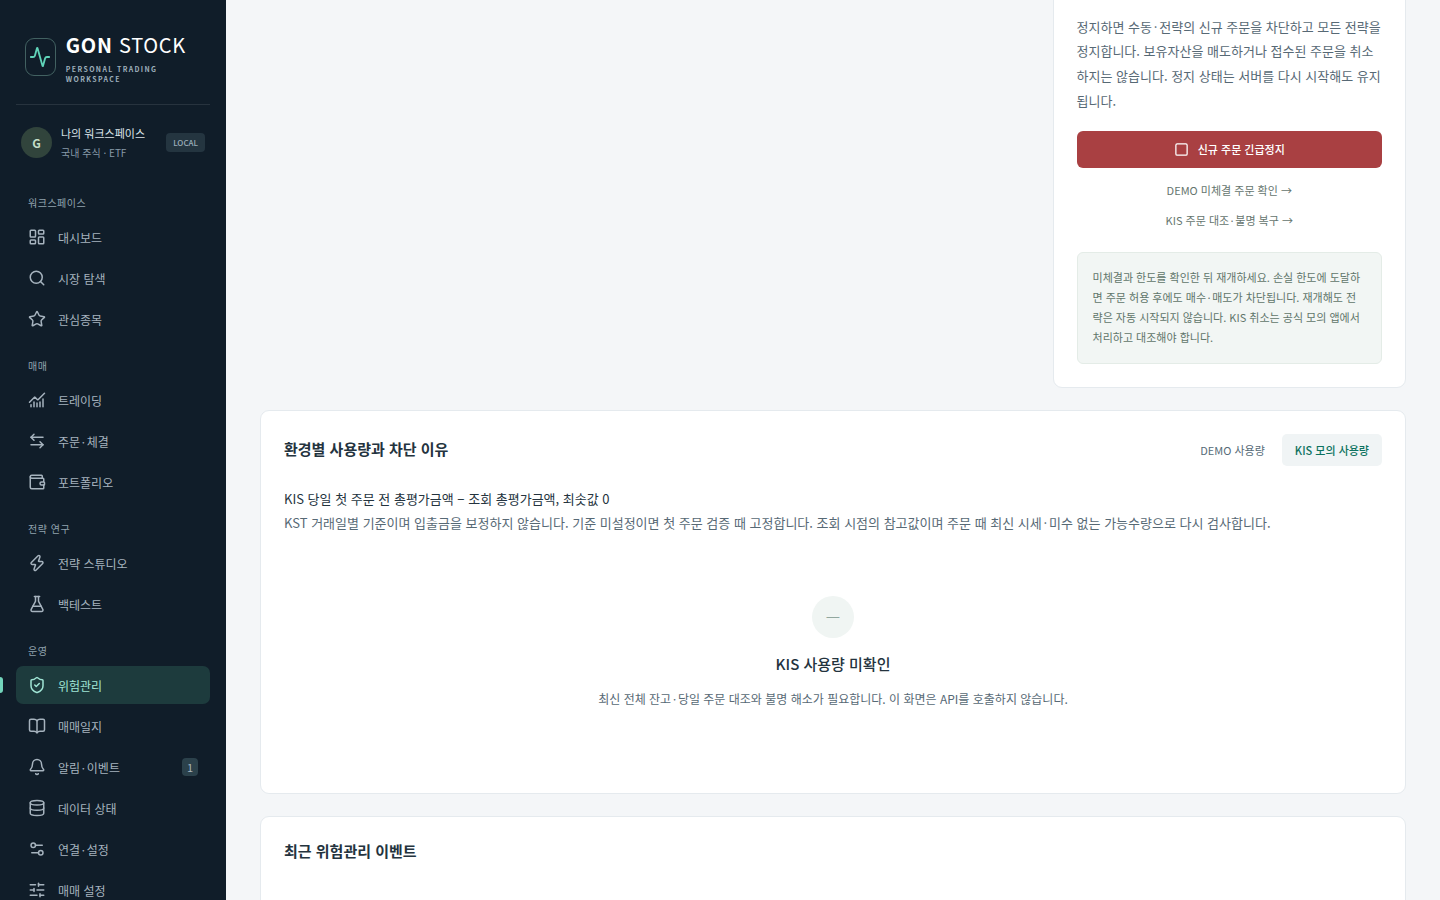 GON STOCK
PERSONAL TRADING
WORKSPACE
G
나의 워크스페이스
국내 주식 · ETF
LOCAL
워크스페이스
대시보드
시장 탐색
관심종목
매매
트레이딩
주문·체결
포트폴리오
전략 연구
전략 스튜디오
백테스트
운영
위험관리
매매일지
알림·이벤트
1
데이터 상태
연결·설정
매매 설정
정지하면 수동·전략의 신규 주문을 차단하고 모든 전략을
정지합니다. 보유자산을 매도하거나 접수된 주문을 취소
하지는 않습니다. 정지 상태는 서버를 다시 시작해도 유지
됩니다.
신규 주문 긴급정지
DEMO 미체결 주문 확인 →
KIS 주문 대조·불명 복구 →
미체결과 한도를 확인한 뒤 재개하세요. 손실 한도에 도달하
면 주문 허용 후에도 매수·매도가 차단됩니다. 재개해도 전
략은 자동 시작되지 않습니다. KIS 취소는 공식 모의 앱에서
처리하고 대조해야 합니다.
환경별 사용량과 차단 이유
DEMO 사용량
KIS 모의 사용량
KIS 당일 첫 주문 전 총평가금액 − 조회 총평가금액, 최솟값 0
KST 거래일별 기준이며 입출금을 보정하지 않습니다. 기준 미설정이면 첫 주문 검증 때 고정합니다. 조회 시점의 참고값이며 주문 때 최신 시세·미수 없는 가능수량으로 다시 검사합니다.
—
KIS 사용량 미확인
최신 전체 잔고·당일 주문 대조와 불명 해소가 필요합니다. 이 화면은 API를 호출하지 않습니다.
최근 위험관리 이벤트